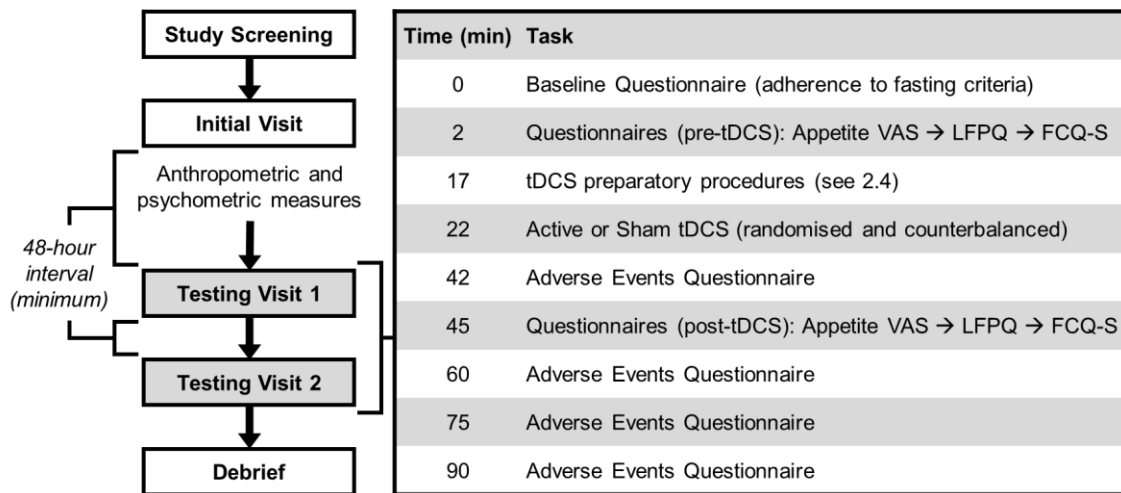 Study Screening
Initial Visit
Anthropometric and
psychometric measures
48-hour
interval
(minimum)
Testing Visit 1
Testing Visit 2
Debrief
Time (min) Task
0 Baseline Questionnaire (adherence to fasting criteria)
2 Questionnaires (pre-tDCS): Appetite VAS → LFPQ → FCQ-S
17 tDCS preparatory procedures (see 2.4)
22 Active or Sham tDCS (randomised and counterbalanced)
42 Adverse Events Questionnaire
45 Questionnaires (post-tDCS): Appetite VAS → LFPQ → FCQ-S
60 Adverse Events Questionnaire
75 Adverse Events Questionnaire
90 Adverse Events Questionnaire